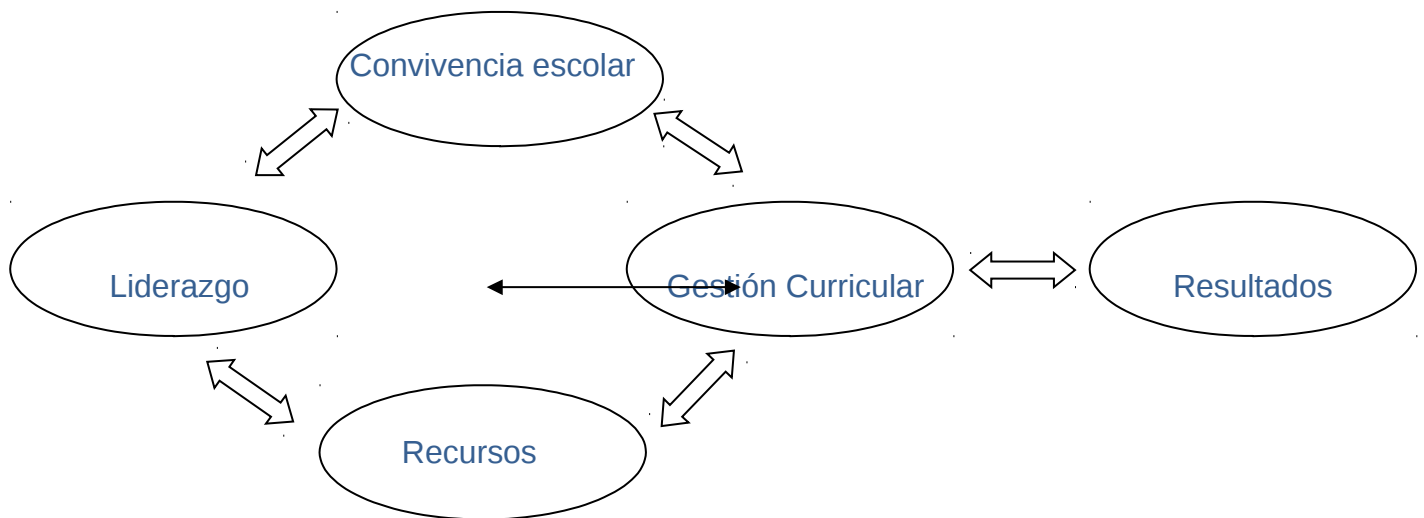 Convivencia escolar
Liderazgo
Gestión Curricular
Resultados
Recursos